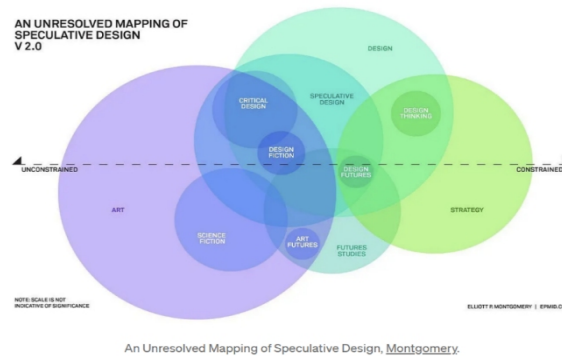 AN UNRESOLVED MAPPING OF
SPECULATIVE DESIGN
V 2.0
DESIGN
CRITICAL
DESIGN
SPECULATIVE
DESIGN
DESIGN
THINKING
DESIGN
FICTION
UNCONSTRAINED
DESIGN
FUTURES
CONSTRAINED
ART
STRATEGY
SCIENCE
FICTION
ART
FUTURES
FUTURES
STUDIES
NOTE: SCALE IS NOT
INDICATIVE OF SIGNIFICANCE
ELLIOTT P. MONTGOMERY | EPMID.C
An Unresolved Mapping of Speculative Design, Montgomery.